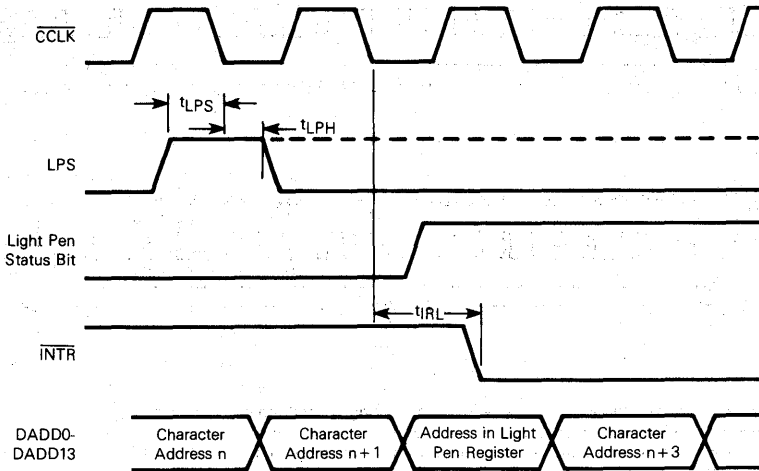 CCLK
tLPS
tLPH
LPS
Light Pen
Status Bit
tIRL
INTR
DADD0-
DADD13
Character
Address n
Character
Address n + 1
Address in Light
Pen Register
Character
Address n + 3